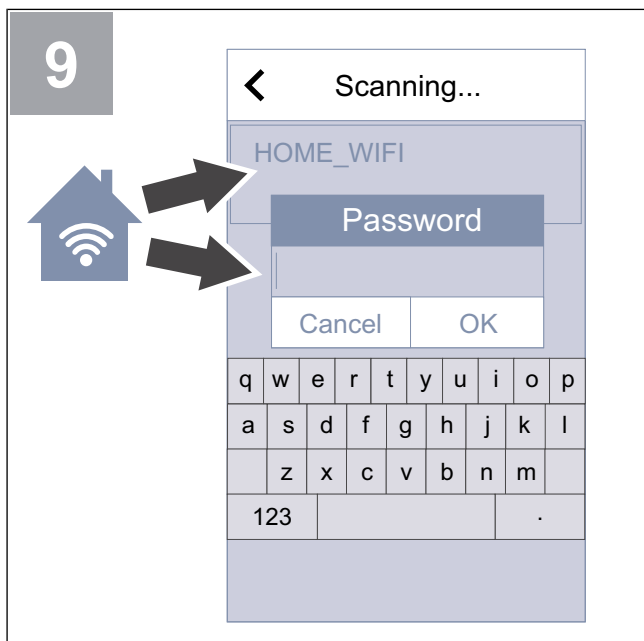 9
Scanning...
HOME_WIFI
Password
Cancel OK
q w e r t y u i o p
a s d f g h j k l
z x c v b n m
123 .